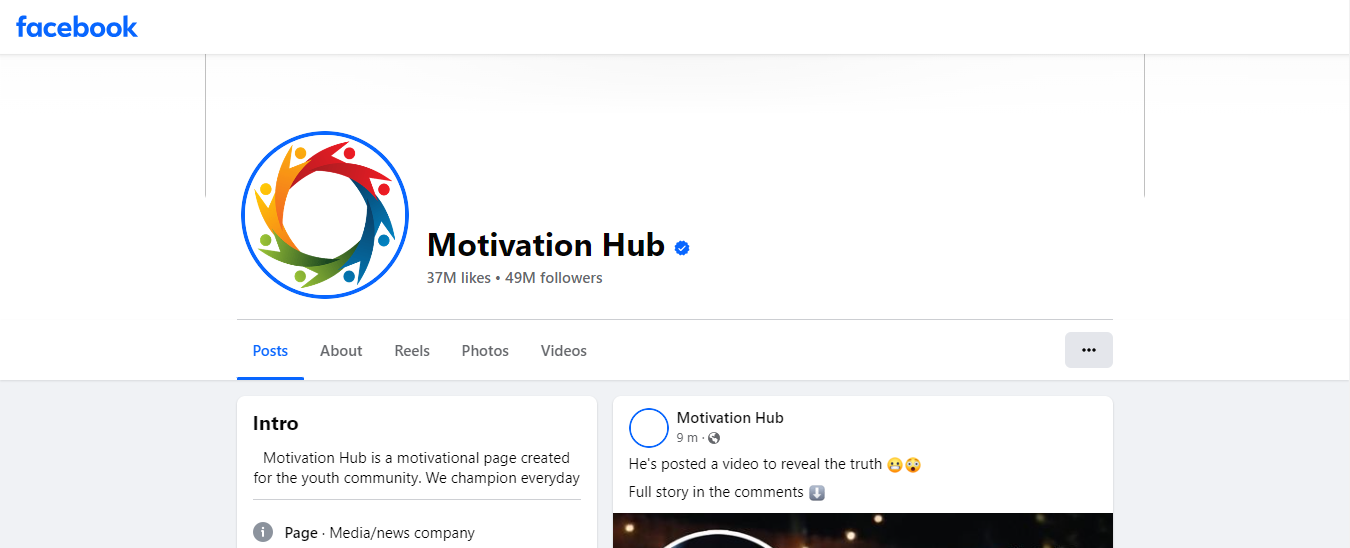 facebook
Motivation Hub
37M likes • 49M followers
Posts About Reels Photos Videos
Intro
Motivation Hub is a motivational page created
for the youth community. We champion everyday
Page · Media/news company
Motivation Hub
9 m ·
He's posted a video to reveal the truth 😬😲
Full story in the comments ⬇️